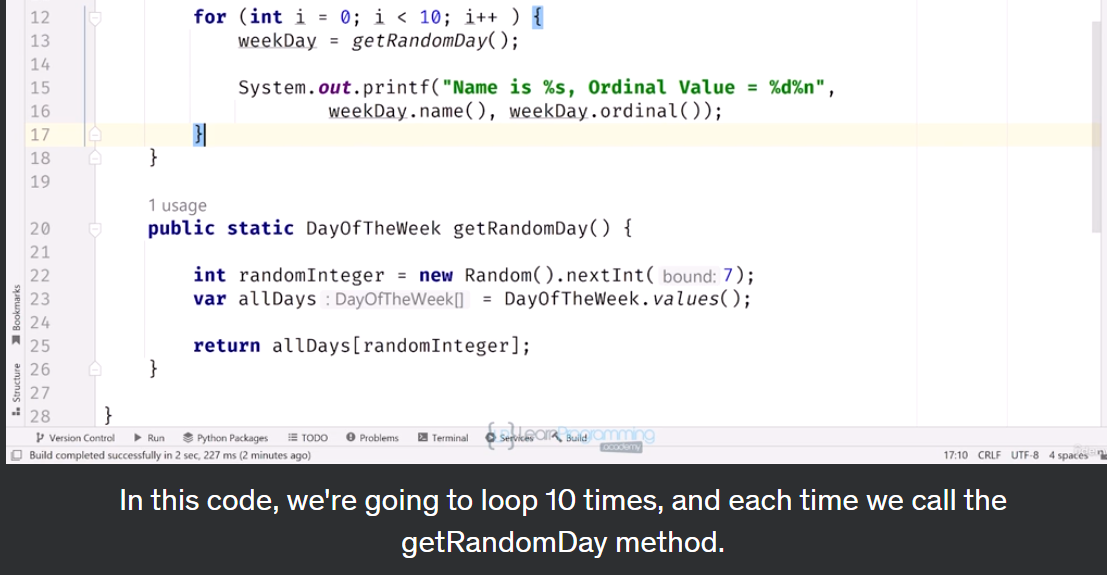 12 for (int i = 0; i < 10; i++ ) {
13 weekDay = getRandomDay();
14
15 System.out.printf("Name is %s, Ordinal Value = %d%n",
16 weekDay.name(), weekDay.ordinal());
17 }
18 }
19
1 usage
20 public static DayOfTheWeek getRandomDay() {
21
22 int randomInteger = new Random().nextInt( bound: 7);
23 var allDays : DayOfTheWeek[] = DayOfTheWeek.values();
24
25 return allDays[randomInteger];
26 }
27
28 }
Bookmarks
Structure
Version Control Run Python Packages TODO Problems Terminal Services Build
LearnProgramming
academy
Build completed successfully in 2 sec, 227 ms (2 minutes ago) 17:10 CRLF UTF-8 4 spaces
In this code, we're going to loop 10 times, and each time we call the
getRandomDay method.